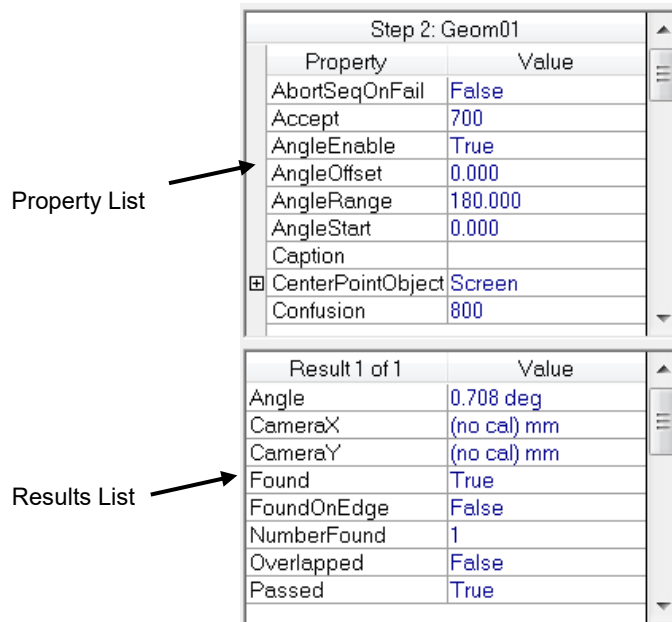 Step 2: Geom01
Property Value
AbortSeqOnFail False
Accept 700
AngleEnable True
AngleOffset 0.000
AngleRange 180.000
AngleStart 0.000
Caption
CenterPointObject Screen
Confusion 800
Property List
Result 1 of 1 Value
Angle 0.708 deg
CameraX (no cal) mm
CameraY (no cal) mm
Found True
FoundOnEdge False
NumberFound 1
Overlapped False
Passed True
Results List